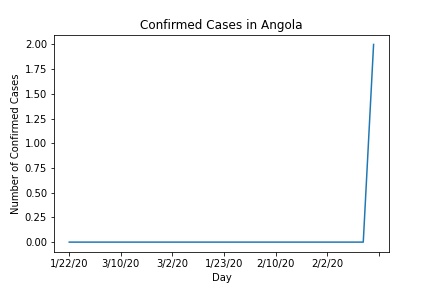 Confirmed Cases in Angola
Number of Confirmed Cases
2.00
1.75
1.50
1.25
1.00
0.75
0.50
0.25
0.00
1/22/20 3/10/20 3/2/20 1/23/20 2/10/20 2/2/20
Day